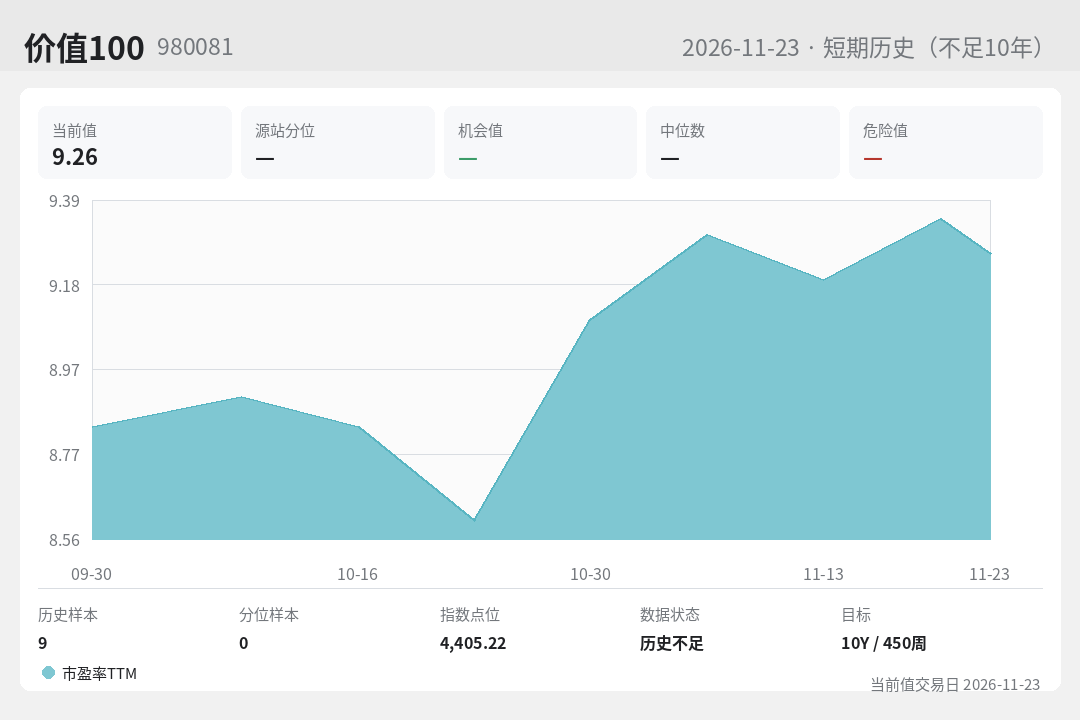 价值100 980081 2026-11-23 · 短期历史（不足10年）
当前值 源站分位 机会值 中位数 危险值
9.26 — — — —
9.39
9.18
8.97
8.77
8.56
09-30 10-16 10-30 11-13 11-23
历史样本 分位样本 指数点位 数据状态 目标
9 0 4,405.22 历史不足 10Y / 450周
市盈率TTM
当前值交易日 2026-11-23